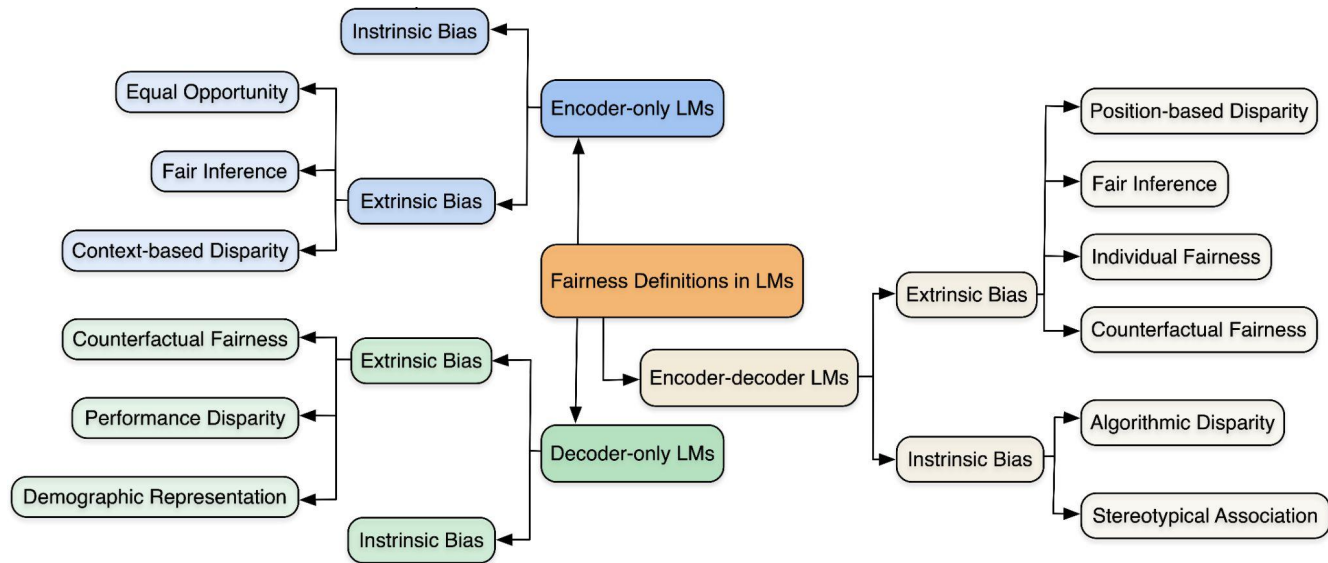 Instrinsic Bias
Equal Opportunity
Encoder-only LMs
Position-based Disparity
Fair Inference
Fair Inference
Extrinsic Bias
Context-based Disparity
Individual Fairness
Fairness Definitions in LMs
Extrinsic Bias
Counterfactual Fairness
Counterfactual Fairness
Extrinsic Bias
Encoder-decoder LMs
Performance Disparity
Algorithmic Disparity
Decoder-only LMs
Instrinsic Bias
Demographic Representation
Stereotypical Association
Instrinsic Bias